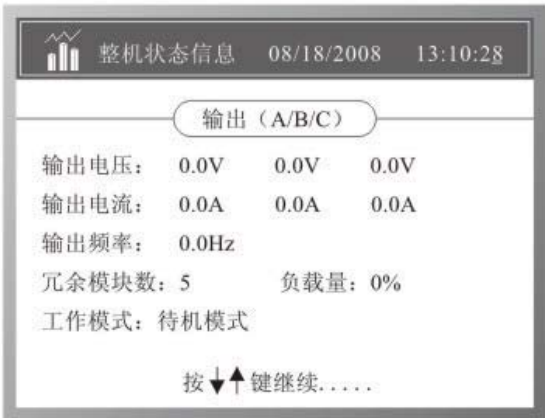 整机状态信息 08/18/2008 13:10:28
输出（A/B/C）
输出电压： 0.0V 0.0V 0.0V
输出电流： 0.0A 0.0A 0.0A
输出频率： 0.0Hz
冗余模块数：5 负载量：0%
工作模式：待机模式
按↓↑键继续.....